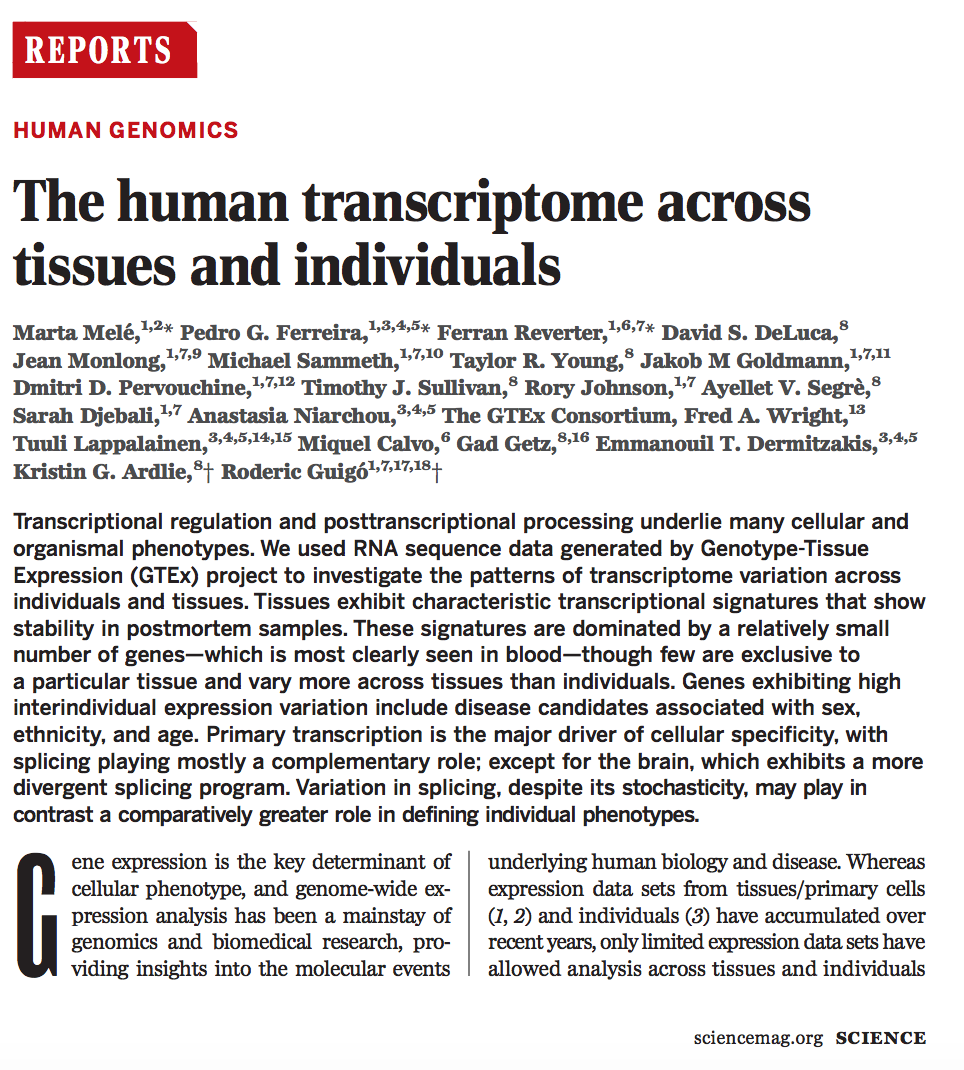 REPORTS
HUMAN GENOMICS
The human transcriptome across
tissues and individuals
Marta Melé,1,2* Pedro G. Ferreira,1,3,4,5* Ferran Reverter,1,6,7* David S. DeLuca,8
Jean Monlong,1,7,9 Michael Sammeth,1,7,10 Taylor R. Young,8 Jakob M Goldmann,1,7,11
Dmitri D. Pervouchine,1,7,12 Timothy J. Sullivan,8 Rory Johnson,1,7 Ayellet V. Segrè,8
Sarah Djebali,1,7 Anastasia Niarchou,3,4,5 The GTEx Consortium, Fred A. Wright,13
Tuuli Lappalainen,3,4,5,14,15 Miquel Calvo,6 Gad Getz,8,16 Emmanouil T. Dermitzakis,3,4,5
Kristin G. Ardlie,8† Roderic Guigó1,7,17,18†
Transcriptional regulation and posttranscriptional processing underlie many cellular and
organismal phenotypes. We used RNA sequence data generated by Genotype-Tissue
Expression (GTEx) project to investigate the patterns of transcriptome variation across
individuals and tissues. Tissues exhibit characteristic transcriptional signatures that show
stability in postmortem samples. These signatures are dominated by a relatively small
number of genes—which is most clearly seen in blood—though few are exclusive to
a particular tissue and vary more across tissues than individuals. Genes exhibiting high
interindividual expression variation include disease candidates associated with sex,
ethnicity, and age. Primary transcription is the major driver of cellular specificity, with
splicing playing mostly a complementary role; except for the brain, which exhibits a more
divergent splicing program. Variation in splicing, despite its stochasticity, may play in
contrast a comparatively greater role in defining individual phenotypes.
Gene expression is the key determinant of
cellular phenotype, and genome-wide ex-
pression analysis has been a mainstay of
genomics and biomedical research, pro-
viding insights into the molecular events
underlying human biology and disease. Whereas
expression data sets from tissues/primary cells
(1, 2) and individuals (3) have accumulated over
recent years, only limited expression data sets have
allowed analysis across tissues and individuals
sciencemag.org SCIENCE